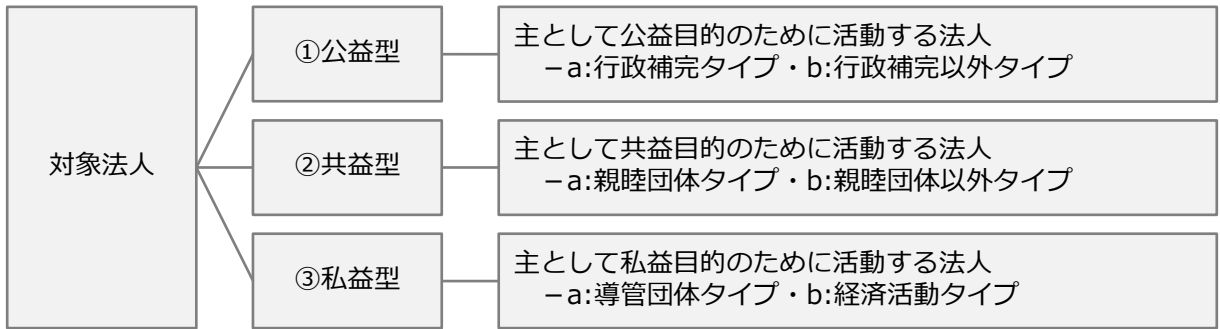 対象法人
①公益型
主として公益目的のために活動する法人
－a:行政補完タイプ・b:行政補完以外タイプ
②共益型
主として共益目的のために活動する法人
－a:親睦団体タイプ・b:親睦団体以外タイプ
③私益型
主として私益目的のために活動する法人
－a:導管団体タイプ・b:経済活動タイプ